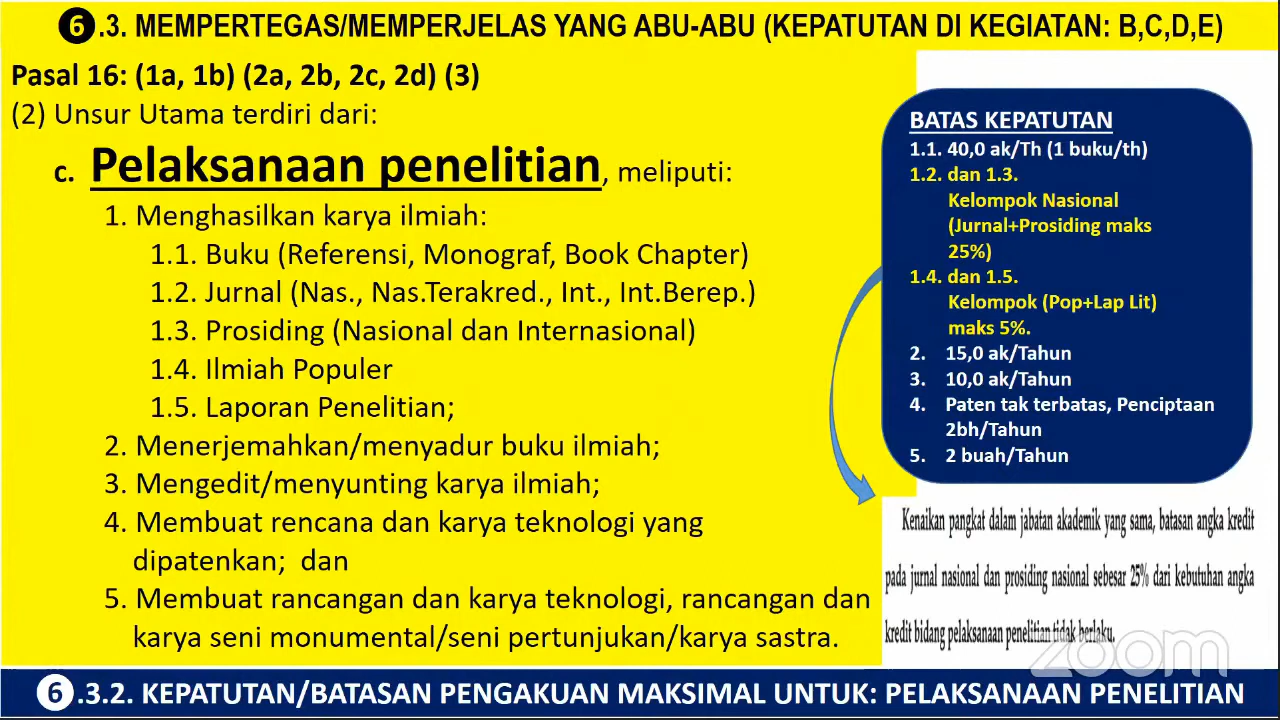 6.3. MEMPERTEGAS/MEMPERJELAS YANG ABU-ABU (KEPATUTAN DI KEGIATAN: B,C,D,E)
Pasal 16: (1a, 1b) (2a, 2b, 2c, 2d) (3)
(2) Unsur Utama terdiri dari:
c. Pelaksanaan penelitian, meliputi:
1. Menghasilkan karya ilmiah:
1.1. Buku (Referensi, Monograf, Book Chapter)
1.2. Jurnal (Nas., Nas.Terakred., Int., Int.Berep.)
1.3. Prosiding (Nasional dan Internasional)
1.4. Ilmiah Populer
1.5. Laporan Penelitian;
2. Menerjemahkan/menyadur buku ilmiah;
3. Mengedit/menyunting karya ilmiah;
4. Membuat rencana dan karya teknologi yang
dipatenkan; dan
5. Membuat rancangan dan karya teknologi, rancangan dan
karya seni monumental/seni pertunjukan/karya sastra.
BATAS KEPATUTAN
1.1. 40,0 ak/Th (1 buku/th)
1.2. dan 1.3.
Kelompok Nasional
(Jurnal+Prosiding maks
25%)
1.4. dan 1.5.
Kelompok (Pop+Lap Lit)
maks 5%.
2. 15,0 ak/Tahun
3. 10,0 ak/Tahun
4. Paten tak terbatas, Penciptaan
2bh/Tahun
5. 2 buah/Tahun
Kenaikan pangkat dalam jabatan akademik yang sama, batasan angka kredit
pada jurnal nasional dan prosiding nasional sebesar 25% dari kebutuhan angka
kredit bidang pelaksanaan penelitian tidak berlaku.
zoom
6.3.2. KEPATUTAN/BATASAN PENGAKUAN MAKSIMAL UNTUK: PELAKSANAAN PENELITIAN